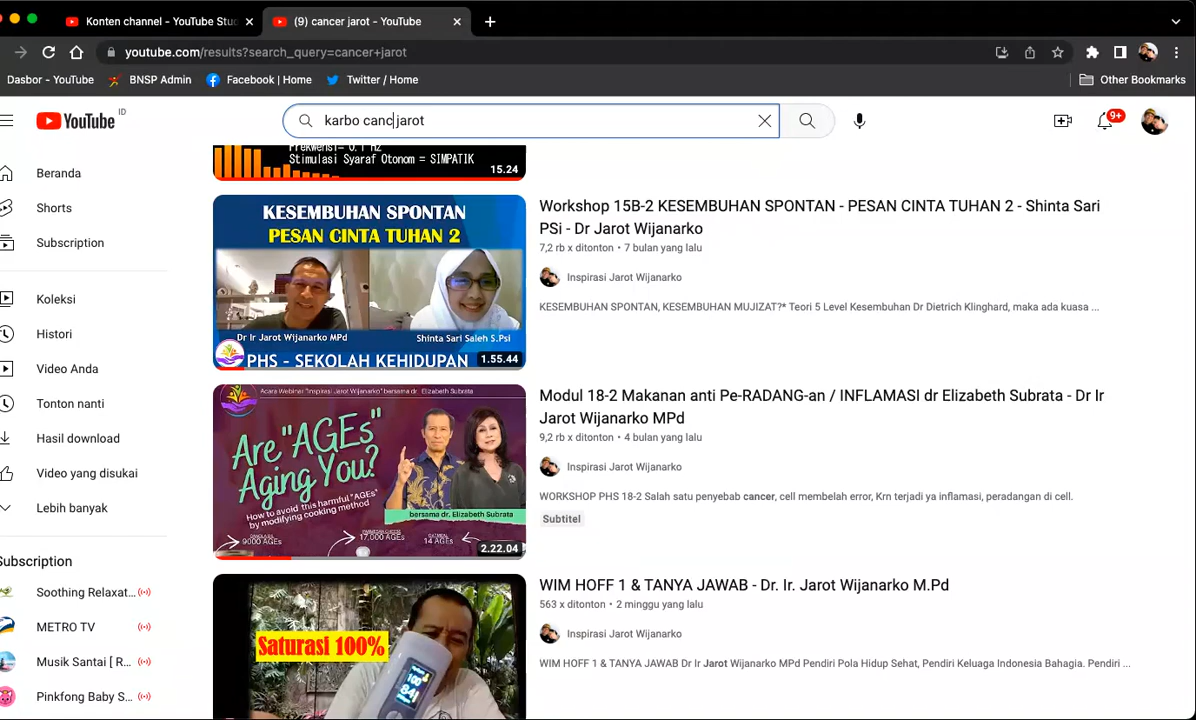 Konten channel - YouTube Stu
(9) cancer jarot - YouTube
youtube.com/results?search_query=cancer+jarot
Dasbor - YouTube
BNSP Admin
Facebook | Home
Twitter / Home
Other Bookmarks
YouTube ID
karbo canc jarot
9+
Beranda
Shorts
Subscription
Koleksi
Histori
Video Anda
Tonton nanti
Hasil download
Video yang disukai
Lebih banyak
Subscription
Soothing Relaxat...
METRO TV
Musik Santai [ R...
Pinkfong Baby S...
Frekwensi= 0.1 Hz
Stimulasi Syaraf Otonom = SIMPATIK
15.24
KESEMBUHAN SPONTAN
PESAN CINTA TUHAN 2
Dr Ir Jarot Wijanarko MPd
Shinta Sari Saleh S.Psi
PHS - SEKOLAH KEHIDUPAN
1.55.44
Workshop 15B-2 KESEMBUHAN SPONTAN - PESAN CINTA TUHAN 2 - Shinta Sari
PSi - Dr Jarot Wijanarko
7,2 rb x ditonton • 7 bulan yang lalu
Inspirasi Jarot Wijanarko
KESEMBUHAN SPONTAN, KESEMBUHAN MUJIZAT?* Teori 5 Level Kesembuhan Dr Dietrich Klinghard, maka ada kuasa ...
Acara Webinar "Inspirasi Jarot Wijanarko" bersama dr. Elizabeth Subrata
Are "AGEs"
Aging You?
How to avoid this harmful "AGEs"
by modifying cooking method
bersama dr. Elizabeth Subrata
9000 AGEs
17,000 AGEs
14 AGEs
2.22.04
Modul 18-2 Makanan anti Pe-RADANG-an / INFLAMASI dr Elizabeth Subrata - Dr Ir
Jarot Wijanarko MPd
9,2 rb x ditonton • 4 bulan yang lalu
Inspirasi Jarot Wijanarko
WORKSHOP PHS 18-2 Salah satu penyebab cancer, cell membelah error, Krn terjadi ya inflamasi, peradangan di cell.
Subtitel
Saturasi 100%
WIM HOFF 1 & TANYA JAWAB - Dr. Ir. Jarot Wijanarko M.Pd
563 x ditonton • 2 minggu yang lalu
Inspirasi Jarot Wijanarko
WIM HOFF 1 & TANYA JAWAB Dr Ir Jarot Wijanarko MPd Pendiri Pola Hidup Sehat, Pendiri Keluarga Indonesia Bahagia. Pendiri ...